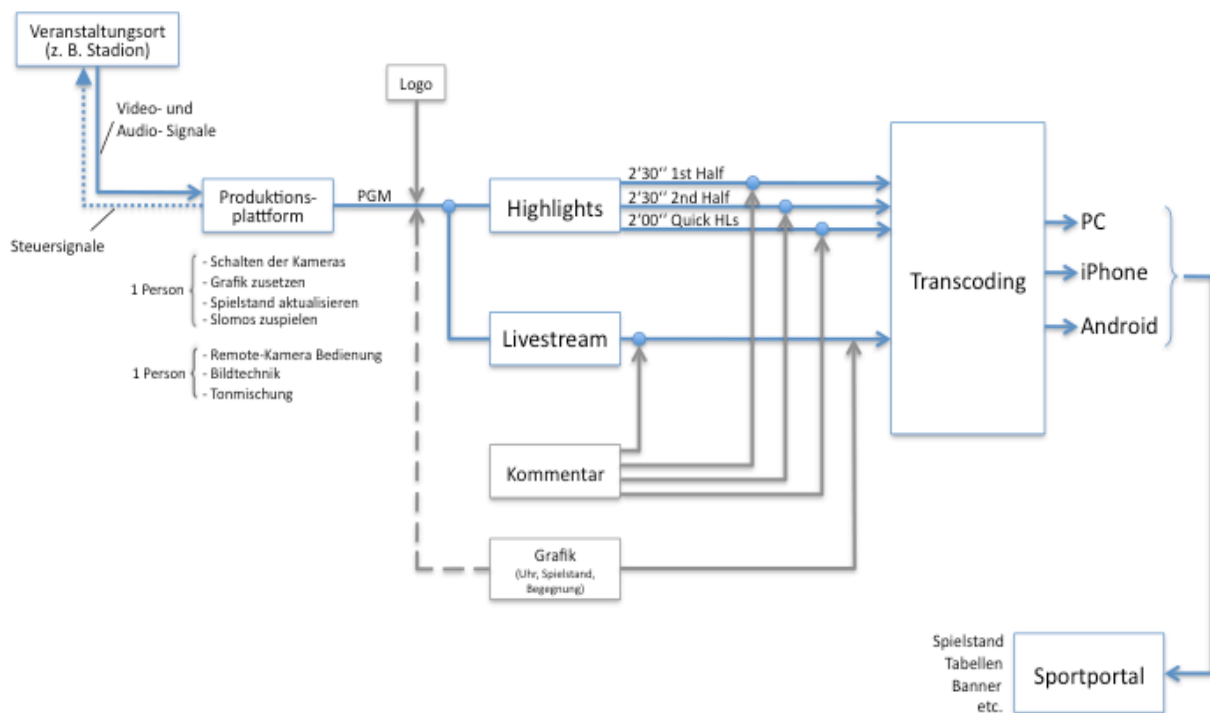 Veranstaltungsort
(z. B. Stadion)
Logo
Video- und
Audio- Signale
Produktions-
plattform
PGM
Steuersignale
Highlights
2'30'' 1st Half
2'30'' 2nd Half
2'00'' Quick HLs
Transcoding
PC
iPhone
Android
1 Person
- Schalten der Kameras
- Grafik zusetzen
- Spielstand aktualisieren
- Slomos zuspielen
Livestream
1 Person
- Remote-Kamera Bedienung
- Bildtechnik
- Tonmischung
Kommentar
Grafik
(Uhr, Spielstand,
Begegnung)
Spielstand
Tabellen
Banner
etc.
Sportportal